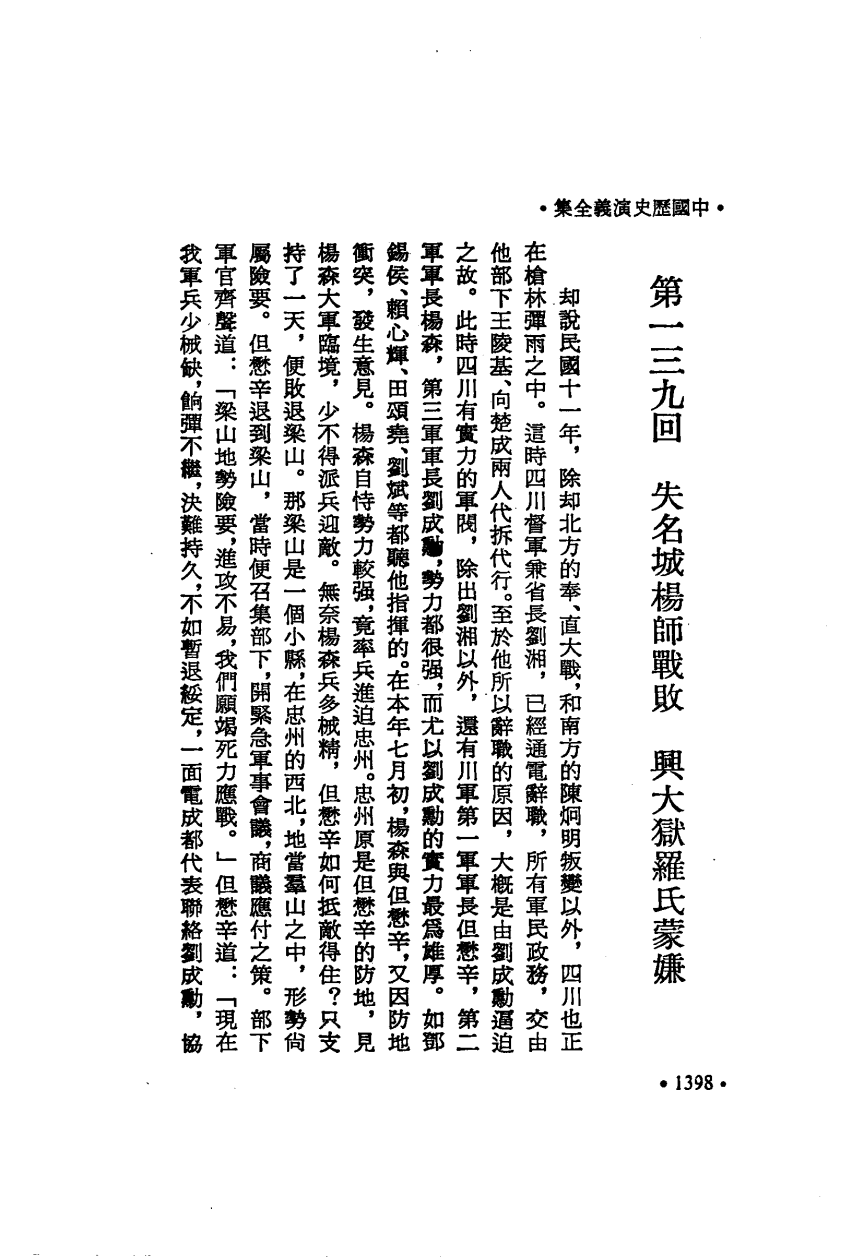 •中國歷史演義全集•
第一三九回　失名城楊師戰敗　興大獄羅氏蒙嫌
却說民國十一年，除却北方的奉、直大戰，和南方的陳炯明叛變以外，四川也正
在槍林彈雨之中。這時四川督軍兼省長劉湘，已經通電辭職，所有軍民政務，交由
他部下王陵基、向楚成兩人代拆代行。至於他所以辭職的原因，大概是由劉成勳逼迫
之故。此時四川有實力的軍閥，除出劉湘以外，還有川軍第一軍軍長但懋辛，第二
軍軍長楊森，第三軍軍長劉成勳，勢力都很强，而尤以劉成勳的實力最爲雄厚。如鄧
錫侯、賴心輝、田頌堯、劉斌等都聽他指揮的。在本年七月初，楊森與但懋辛，又因防地
衝突，發生意見。楊森自恃勢力較强，竟率兵進迫忠州。忠州原是但懋辛的防地，見
楊森大軍臨境，少不得派兵迎敵。無奈楊森兵多械精，但懋辛如何抵敵得住？只支
持了一天，便敗退梁山。那梁山是一個小縣，在忠州的西北，地當羣山之中，形勢尙
屬險要。但懋辛退到梁山，當時便召集部下，開緊急軍事會議，商議應付之策。部下
軍官齊聲道：「梁山地勢險要，進攻不易，我們願竭死力應戰。」但懋辛道：「現在
我軍兵少械缺，餉彈不繼，決難持久，不如暫退綏定，一面電成都代表聯絡劉成勳，協
•1398•